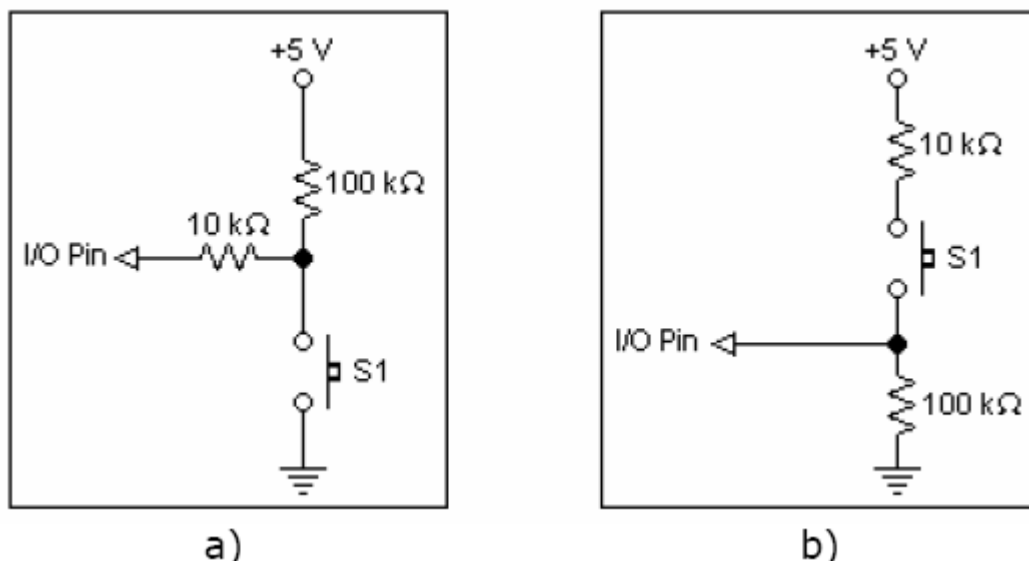 +5 V
100 kΩ
10 kΩ
I/O Pin
S1
a)
+5 V
10 kΩ
S1
I/O Pin
100 kΩ
b)